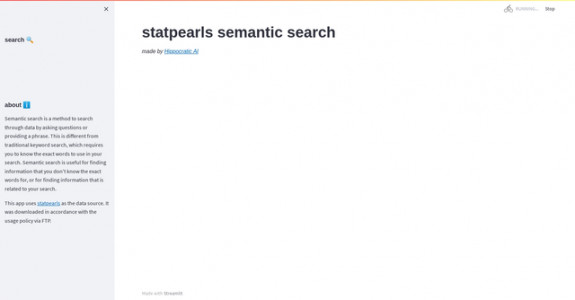 RUNNING...
Stop
search
about
Semantic search is a method to search
through data by asking questions or
providing a phrase. This is different from
traditional keyword search, which requires
you to know the exact words to use in your
search. Semantic search is useful for finding
information that you don't know the exact
words for, or for finding information that is
related to your search.
This app uses statpearls as the data source. It
was downloaded in accordance with the
usage policy via FTP.
statpearls semantic search
made by Hippocratic AI
Made with Streamlit